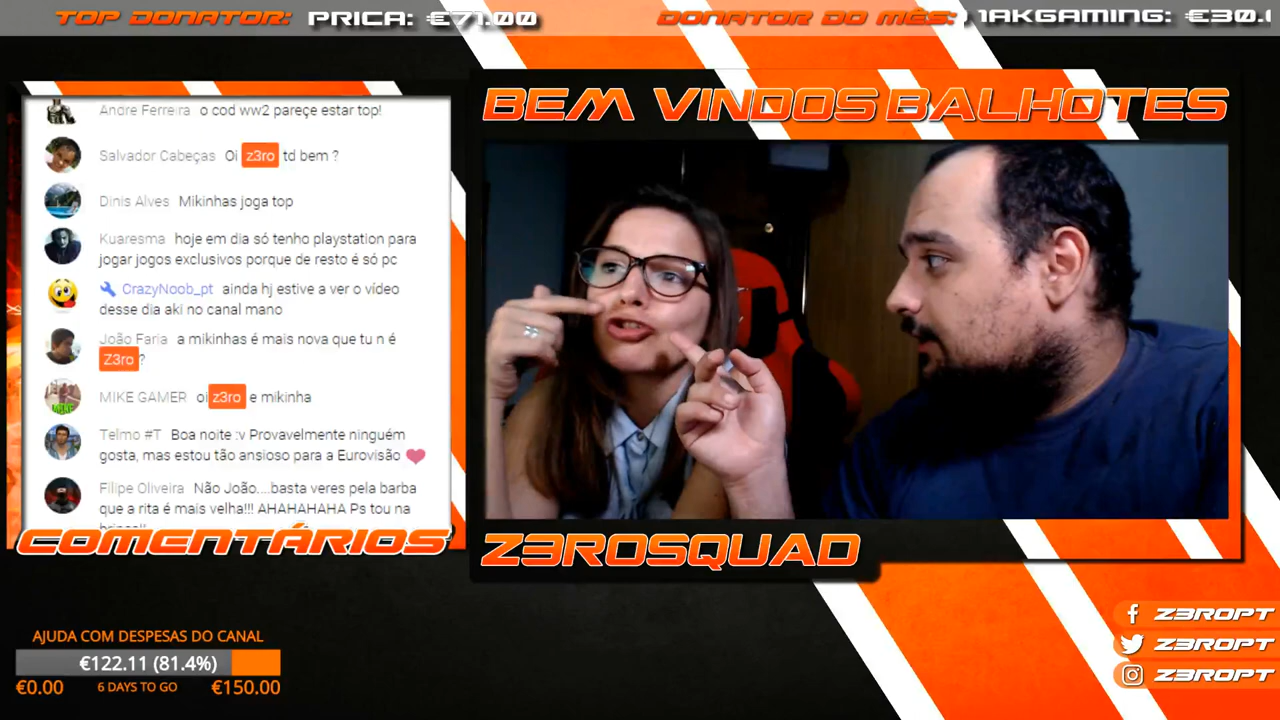 TOP DONATOR: PRICA: €71.00
DONATOR DO MÊS: 1AKGAMING: €30.
BEM VINDOS BALHOTES
Andre Ferreira o cod ww2 pareçe estar top!
Salvador Cabeças Oi z3ro td bem ?
Dinis Alves Mikinhas joga top
Kuaresma hoje em dia só tenho playstation para
jogar jogos exclusivos porque de resto é só pc
CrazyNoob_pt ainda hj estive a ver o vídeo
desse dia aki no canal mano
João Faria a mikinhas é mais nova que tu n é
Z3ro ?
MIKE GAMER oi z3ro e mikinha
Telmo #T Boa noite :v Provavelmente ninguém
gosta, mas estou tão ansioso para a Eurovisão
Filipe Oliveira Não João....basta veres pela barba
que a rita é mais velha!!! AHAHAHAHA Ps tou na
COMENTÁRIOS
Z3ROSQUAD
AJUDA COM DESPESAS DO CANAL
€122.11 (81.4%)
€0.00 6 DAYS TO GO €150.00
Z3ROPT
Z3ROPT
Z3ROPT